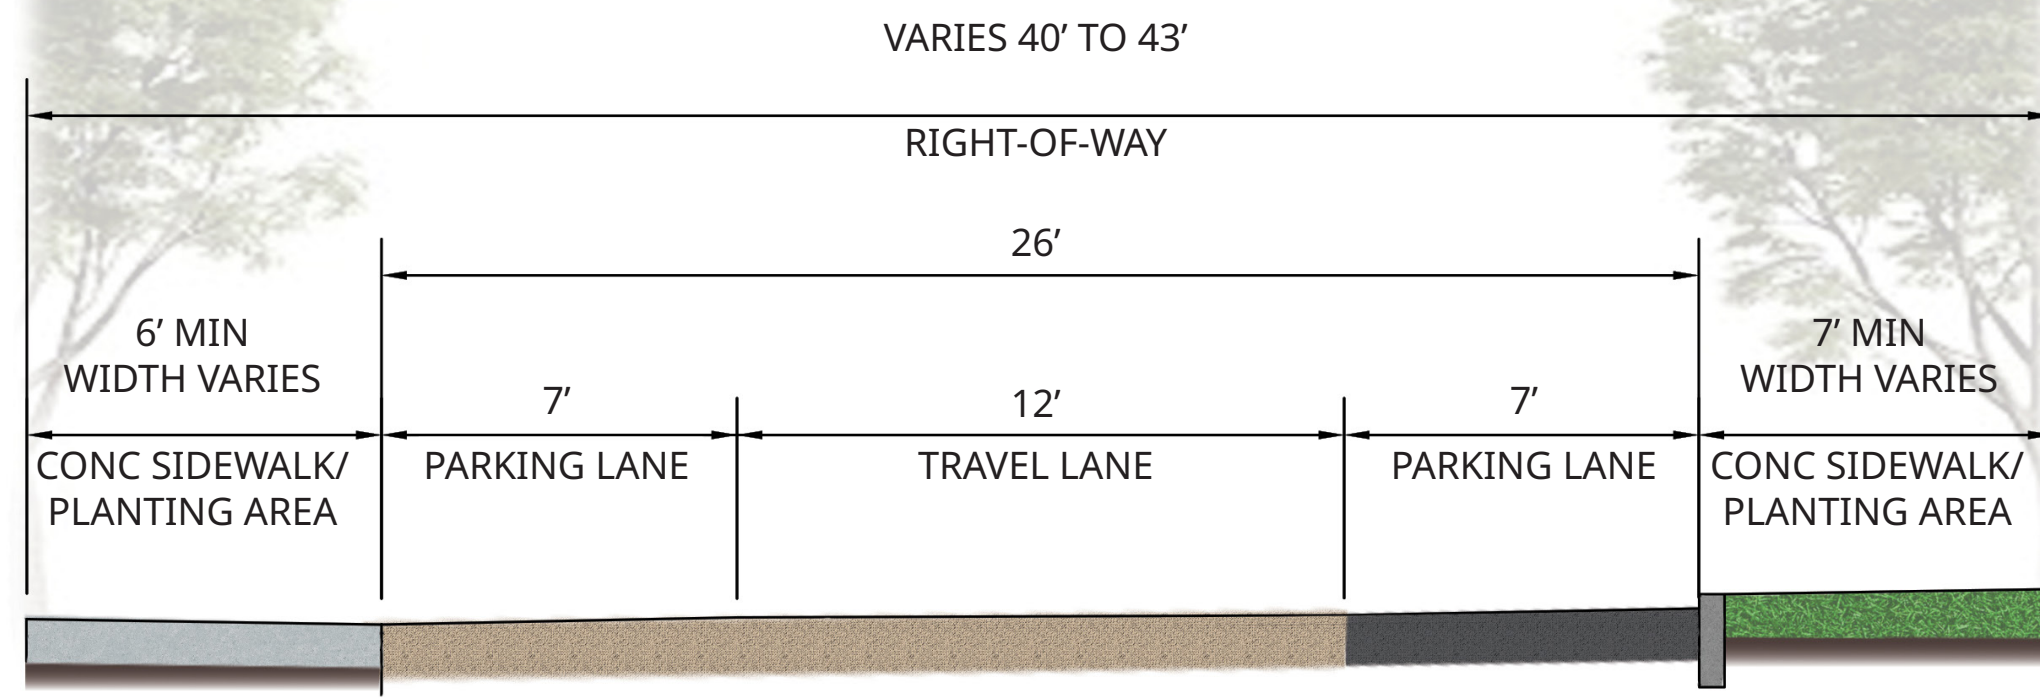 VARIES 40’ TO 43’
RIGHT-OF-WAY
26’
6’ MIN
WIDTH VARIES
7’
12’
7’
7’ MIN
WIDTH VARIES
CONC SIDEWALK/
PLANTING AREA
PARKING LANE
TRAVEL LANE
PARKING LANE
CONC SIDEWALK/
PLANTING AREA